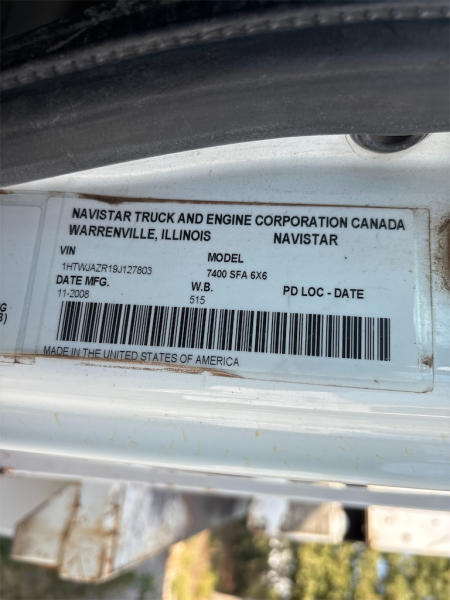 NAVISTAR TRUCK AND ENGINE CORPORATION CANADA
WARRENVILLE, ILLINOIS NAVISTAR
VIN MODEL
1HTWJAZR19J127803 7400 SFA 6X6
DATE MFG. W.B. PD LOC - DATE
11-2008 515
MADE IN THE UNITED STATES OF AMERICA